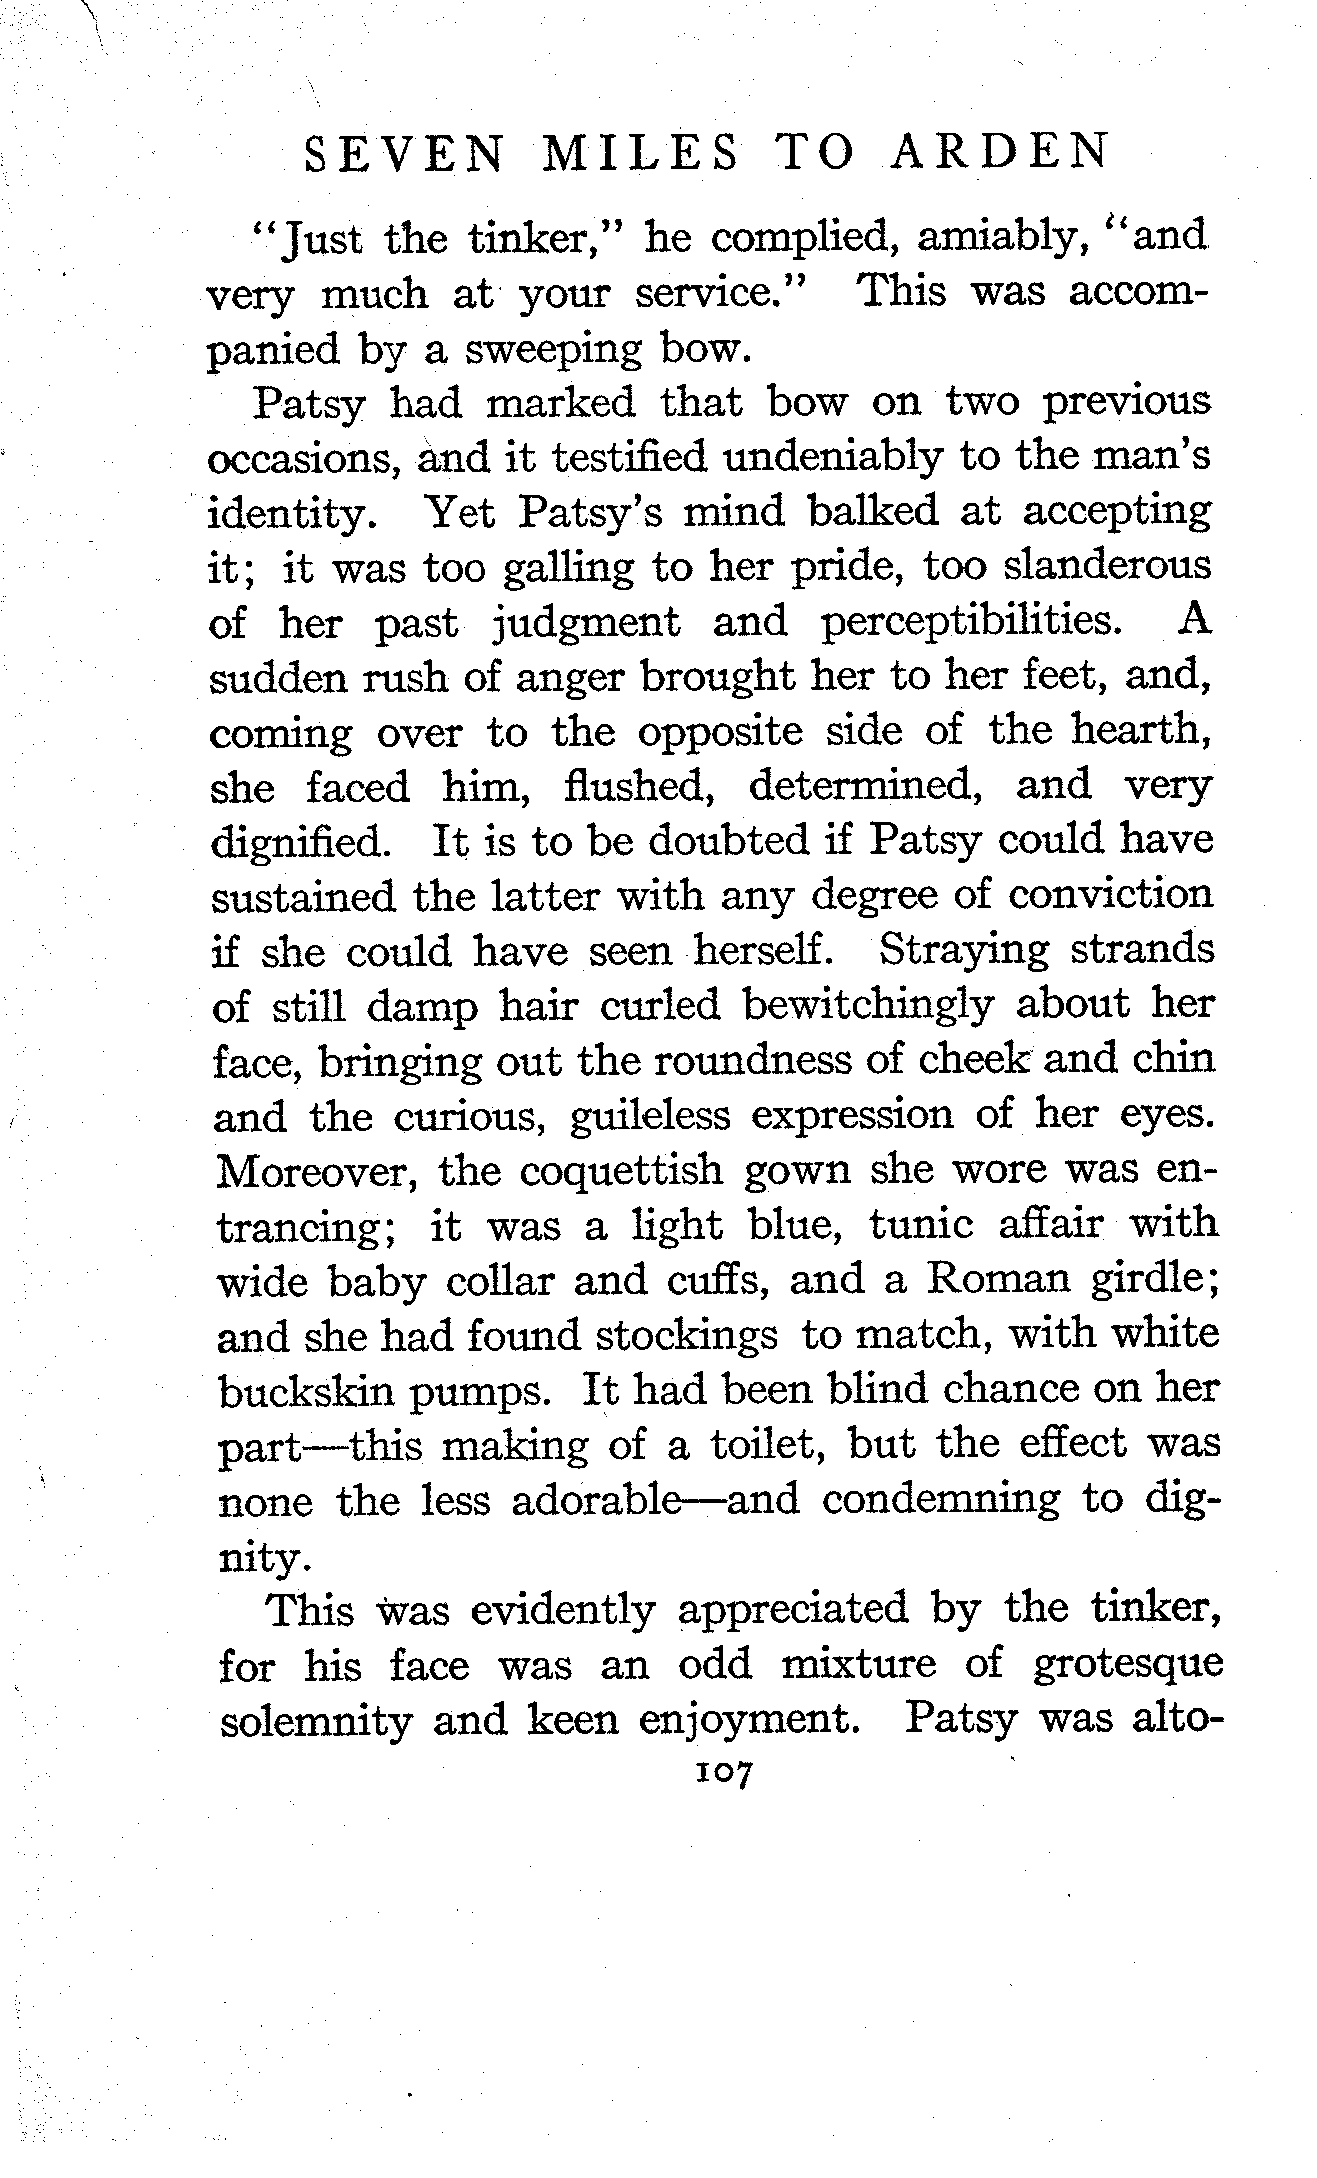 SEVEN MILES TO ARDEN
"Just the tinker," he complied, amiably, "and
very much at your service." This was accom-
panied by a sweeping bow.
Patsy had marked that bow on two previous
occasions, and it testified undeniably to the man's
identity. Yet Patsy's mind balked at accepting
it; it was too galling to her pride, too slanderous
of her past judgment and perceptibilities. A
sudden rush of anger brought her to her feet, and,
coming over to the opposite side of the hearth,
she faced him, flushed, determined, and very
dignified. It is to be doubted if Patsy could have
sustained the latter with any degree of conviction
if she could have seen herself. Straying strands
of still damp hair curled bewitchingly about her
face, bringing out the roundness of cheek and chin
and the curious, guileless expression of her eyes.
Moreover, the coquettish gown she wore was en-
trancing; it was a light blue, tunic affair with
wide baby collar and cuffs, and a Roman girdle;
and she had found stockings to match, with white
buckskin pumps. It had been blind chance on her
part—this making of a toilet, but the effect was
none the less adorable—and condemning to dig-
nity.
This was evidently appreciated by the tinker,
for his face was an odd mixture of grotesque
solemnity and keen enjoyment. Patsy was alto-
107